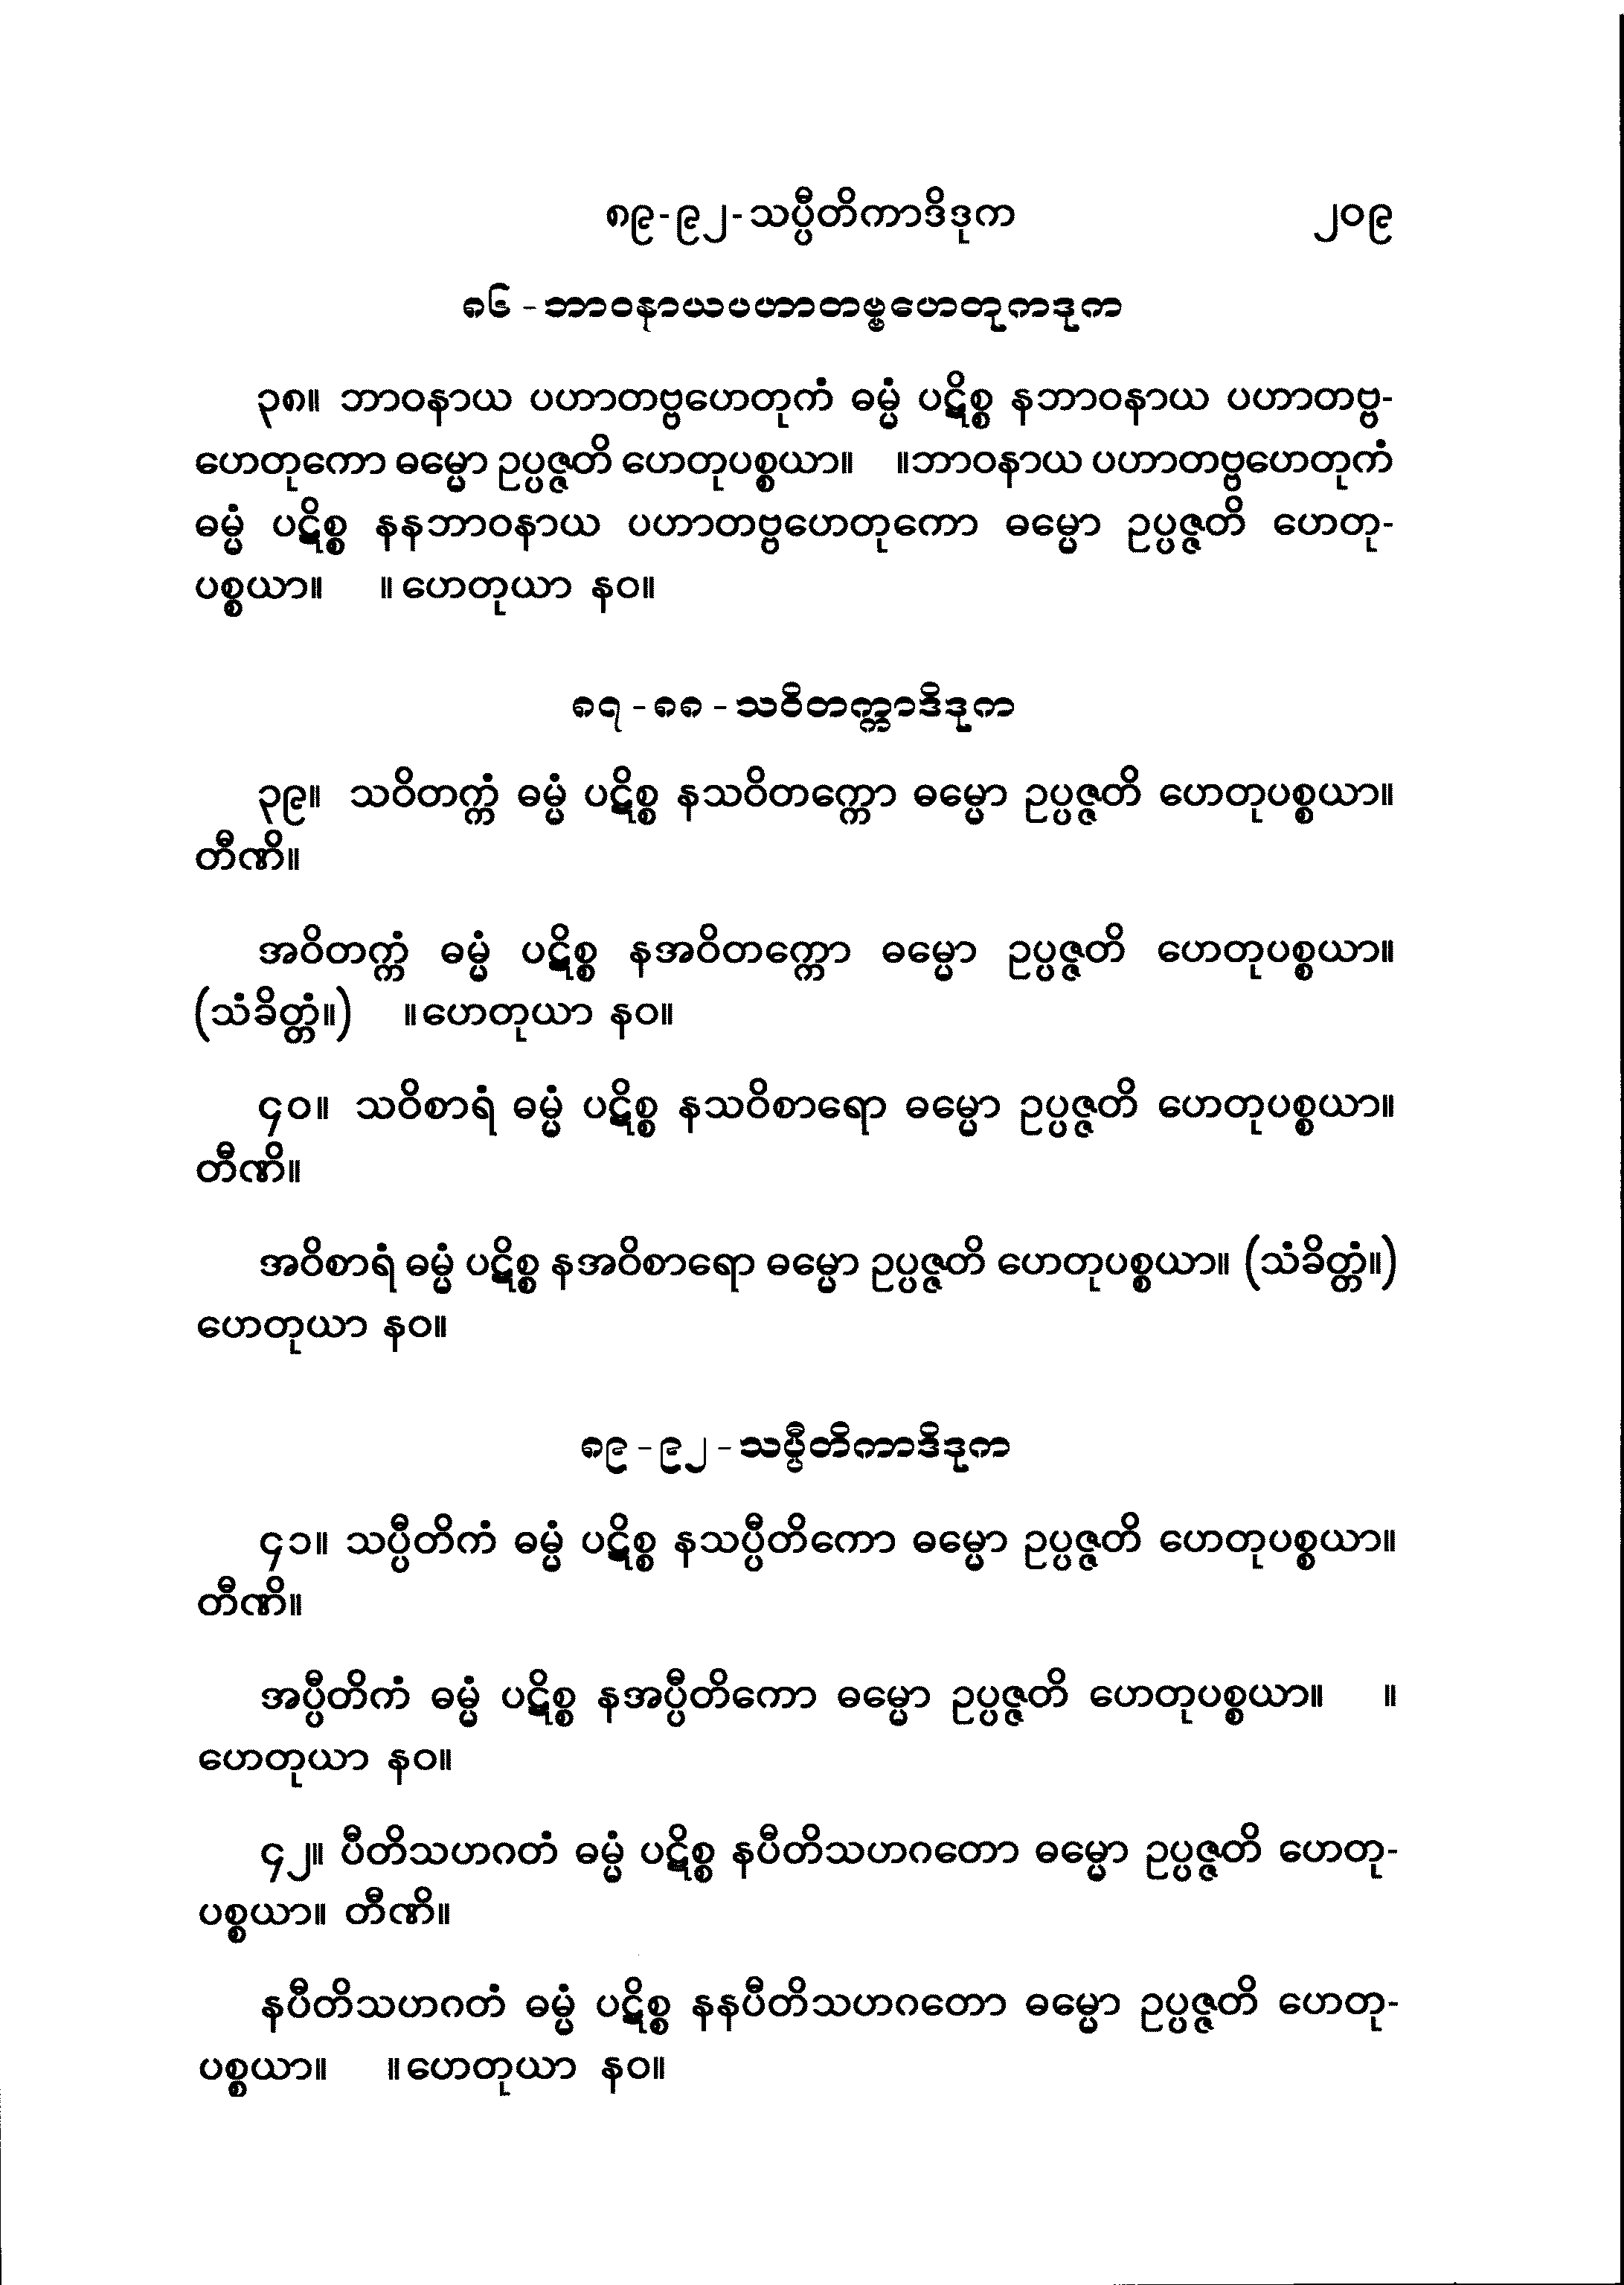 ၈၉-၉၂-သပ္ပီတိကာဒိဒုက ၂၀၉
၈၆-ဘာဝနာယပဟာတဗ္ဗဟေတုကဒုက
၃၈။ ဘာဝနာယ ပဟာတဗ္ဗဟေတုကံ ဓမ္မံ ပဋိစ္စ နဘာဝနာယ ပဟာတဗ္ဗ-
ဟေတုကော ဓမ္မော ဥပ္ပဇ္ဇတိ ဟေတုပစ္စယာ။ ။ဘာဝနာယ ပဟာတဗ္ဗဟေတုကံ
ဓမ္မံ ပဋိစ္စ နနဘာဝနာယ ပဟာတဗ္ဗဟေတုကော ဓမ္မော ဥပ္ပဇ္ဇတိ ဟေတု-
ပစ္စယာ။ ။ ဟေတုယာ နဝ။
၈၇-၈၈-သဝိတက္ကာဒိဒုက
၃၉။ သဝိတက္ကံ ဓမ္မံ ပဋိစ္စ နသဝိတက္ကော ဓမ္မော ဥပ္ပဇ္ဇတိ ဟေတုပစ္စယာ။
တီဏိ။
အဝိတက္ကံ ဓမ္မံ ပဋိစ္စ နအဝိတက္ကော ဓမ္မော ဥပ္ပဇ္ဇတိ ဟေတုပစ္စယာ။
(သံခိတ္တံ။) ။ဟေတုယာ နဝ။
၄၀။ သဝိစာရံ ဓမ္မံ ပဋိစ္စ နသဝိစာရော ဓမ္မော ဥပ္ပဇ္ဇတိ ဟေတုပစ္စယာ။
တီဏိ။
အဝိစာရံ ဓမ္မံ ပဋိစ္စ နအဝိစာရော ဓမ္မော ဥပ္ပဇ္ဇတိ ဟေတုပစ္စယာ။ (သံခိတ္တံ။)
ဟေတုယာ နဝ။
၈၉-၉၂-သပ္ပီတိကာဒိဒုက
၄၁။ သပ္ပီတိကံ ဓမ္မံ ပဋိစ္စ နသပ္ပီတိကော ဓမ္မော ဥပ္ပဇ္ဇတိ ဟေတုပစ္စယာ။
တီဏိ။
အပ္ပီတိကံ ဓမ္မံ ပဋိစ္စ နအပ္ပီတိကော ဓမ္မော ဥပ္ပဇ္ဇတိ ဟေတုပစ္စယာ။ ။
ဟေတုယာ နဝ။
၄၂။ ပီတိသဟဂတံ ဓမ္မံ ပဋိစ္စ နပီတိသဟဂတော ဓမ္မော ဥပ္ပဇ္ဇတိ ဟေတု-
ပစ္စယာ။ တီဏိ။
နပီတိသဟဂတံ ဓမ္မံ ပဋိစ္စ နနပီတိသဟဂတော ဓမ္မော ဥပ္ပဇ္ဇတိ ဟေတု-
ပစ္စယာ။ ။ဟေတုယာ နဝ။